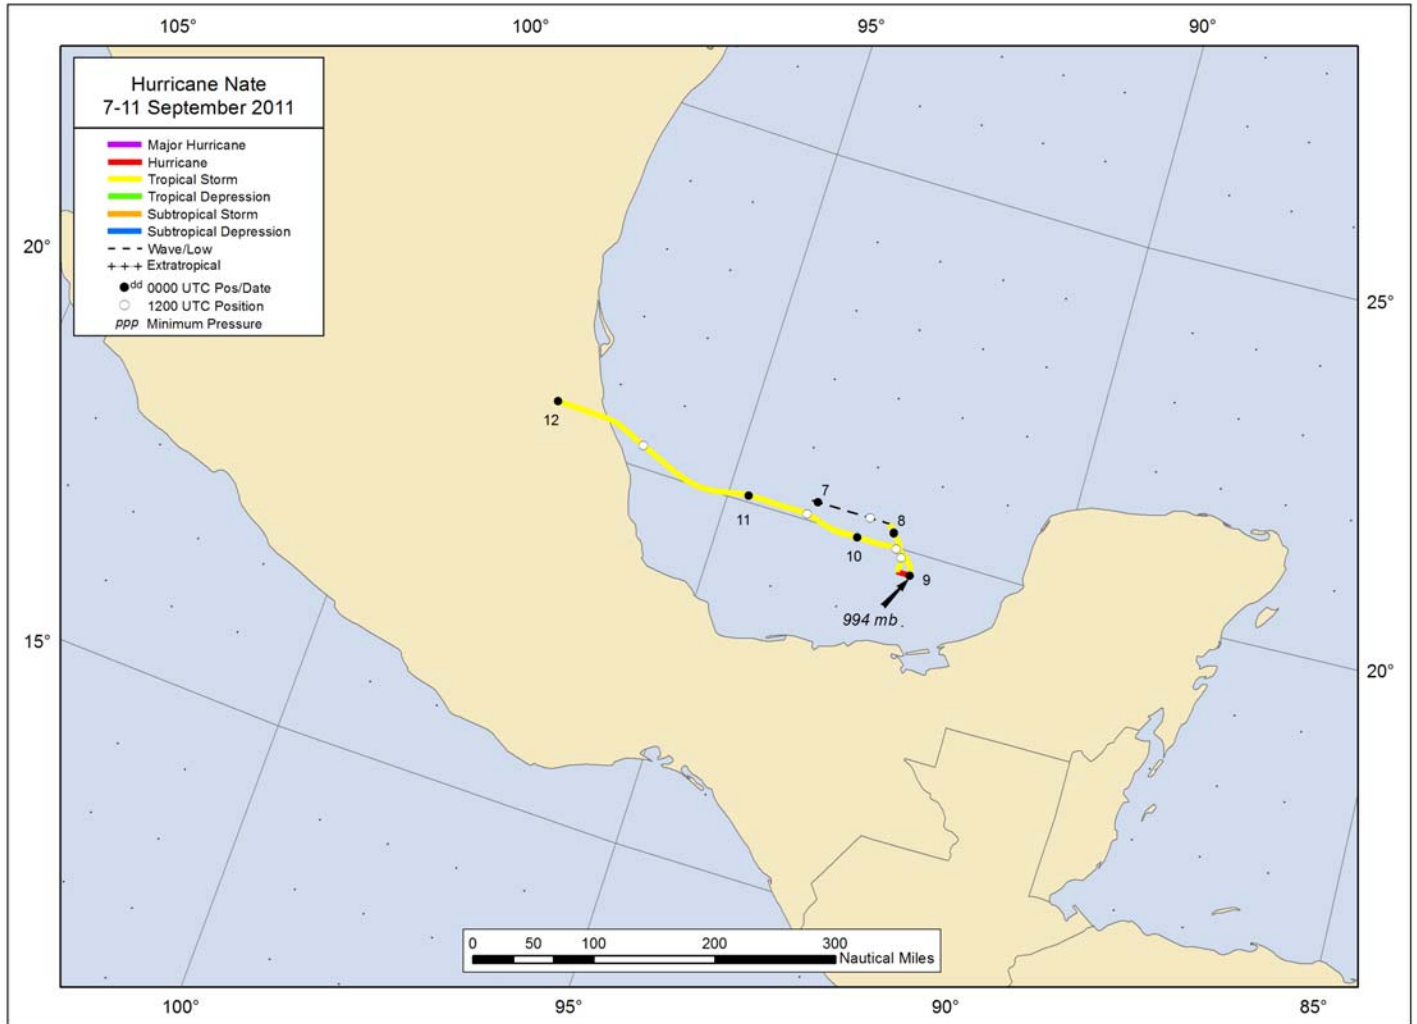 105°
100°
95°
90°
Hurricane Nate
7-11 September 2011
Major Hurricane
Hurricane
Tropical Storm
Tropical Depression
Subtropical Storm
Subtropical Depression
Wave/Low
Extratropical
dd 0000 UTC Pos/Date
1200 UTC Position
ppp Minimum Pressure
20°
25°
12
7
11
8
10
9
994 mb
15°
20°
0 50 100 200 300
Nautical Miles
100°
95°
90°
85°